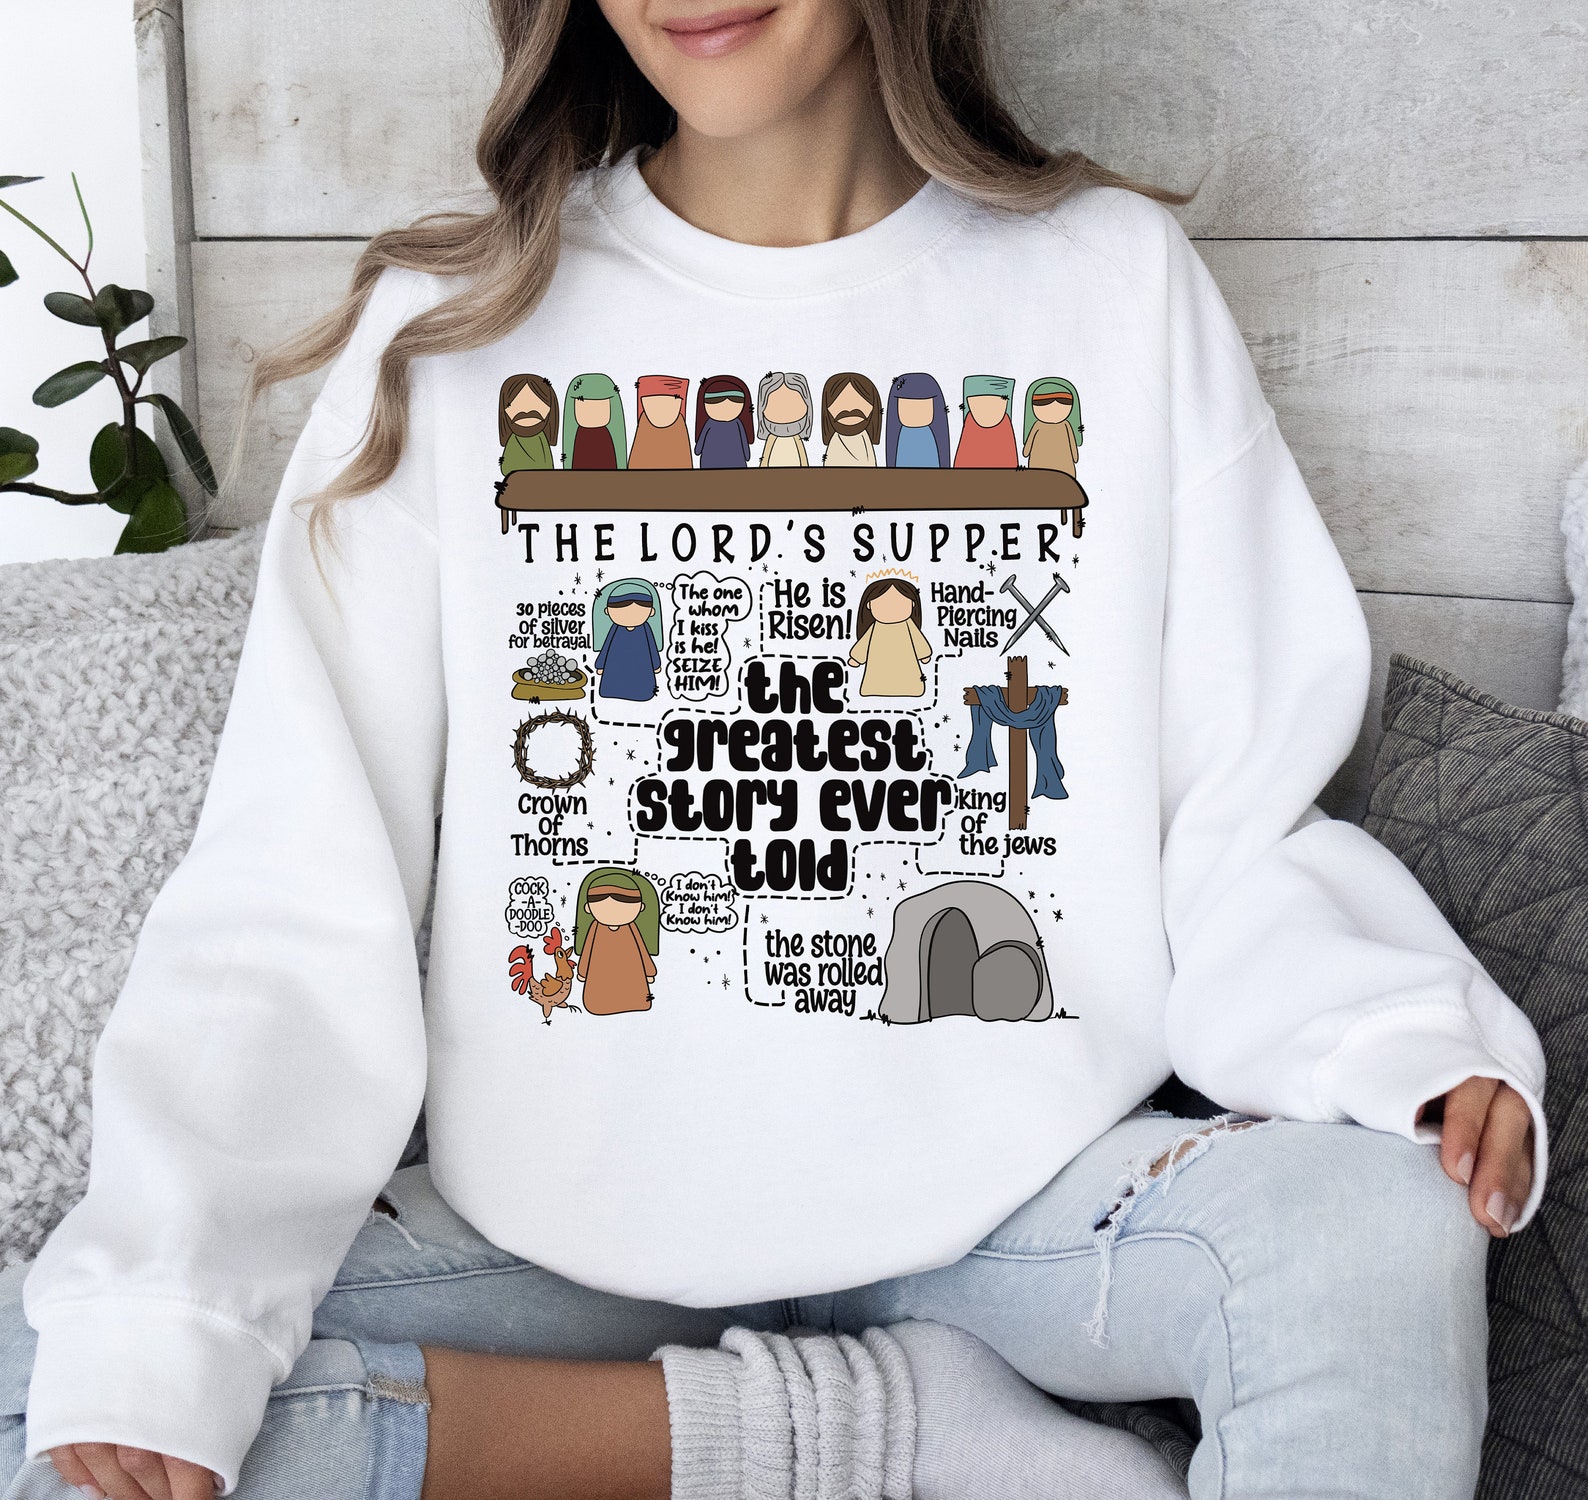 THE LORD'S SUPPER
30 pieces
of silver
for betrayal
The one
whom
I kiss
is he!
SEIZE
HIM!
He is
Risen!
Hand-
Piercing
Nails
the
greatest
story ever
told
Crown
of
Thorns
King
of
the jews
COCK
-A-
DOODLE
-DOO
I don't
Know him!
I don't
Know him!
the stone
was rolled
away